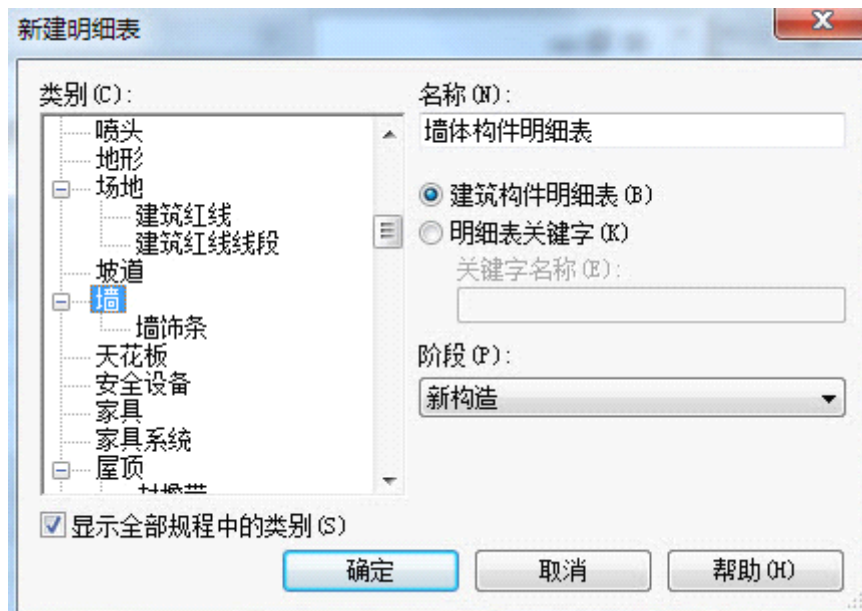 新建明细表
类别(C):
喷头
地形
场地
建筑红线
建筑红线线段
坡道
墙
墙饰条
天花板
安全设备
家具
家具系统
屋顶
显示全部规程中的类别(S)
名称(N):
墙体构件明细表
建筑构件明细表(B)
明细表关键字(K)
关键字名称(E):
阶段(P):
新构造
确定
取消
帮助(H)